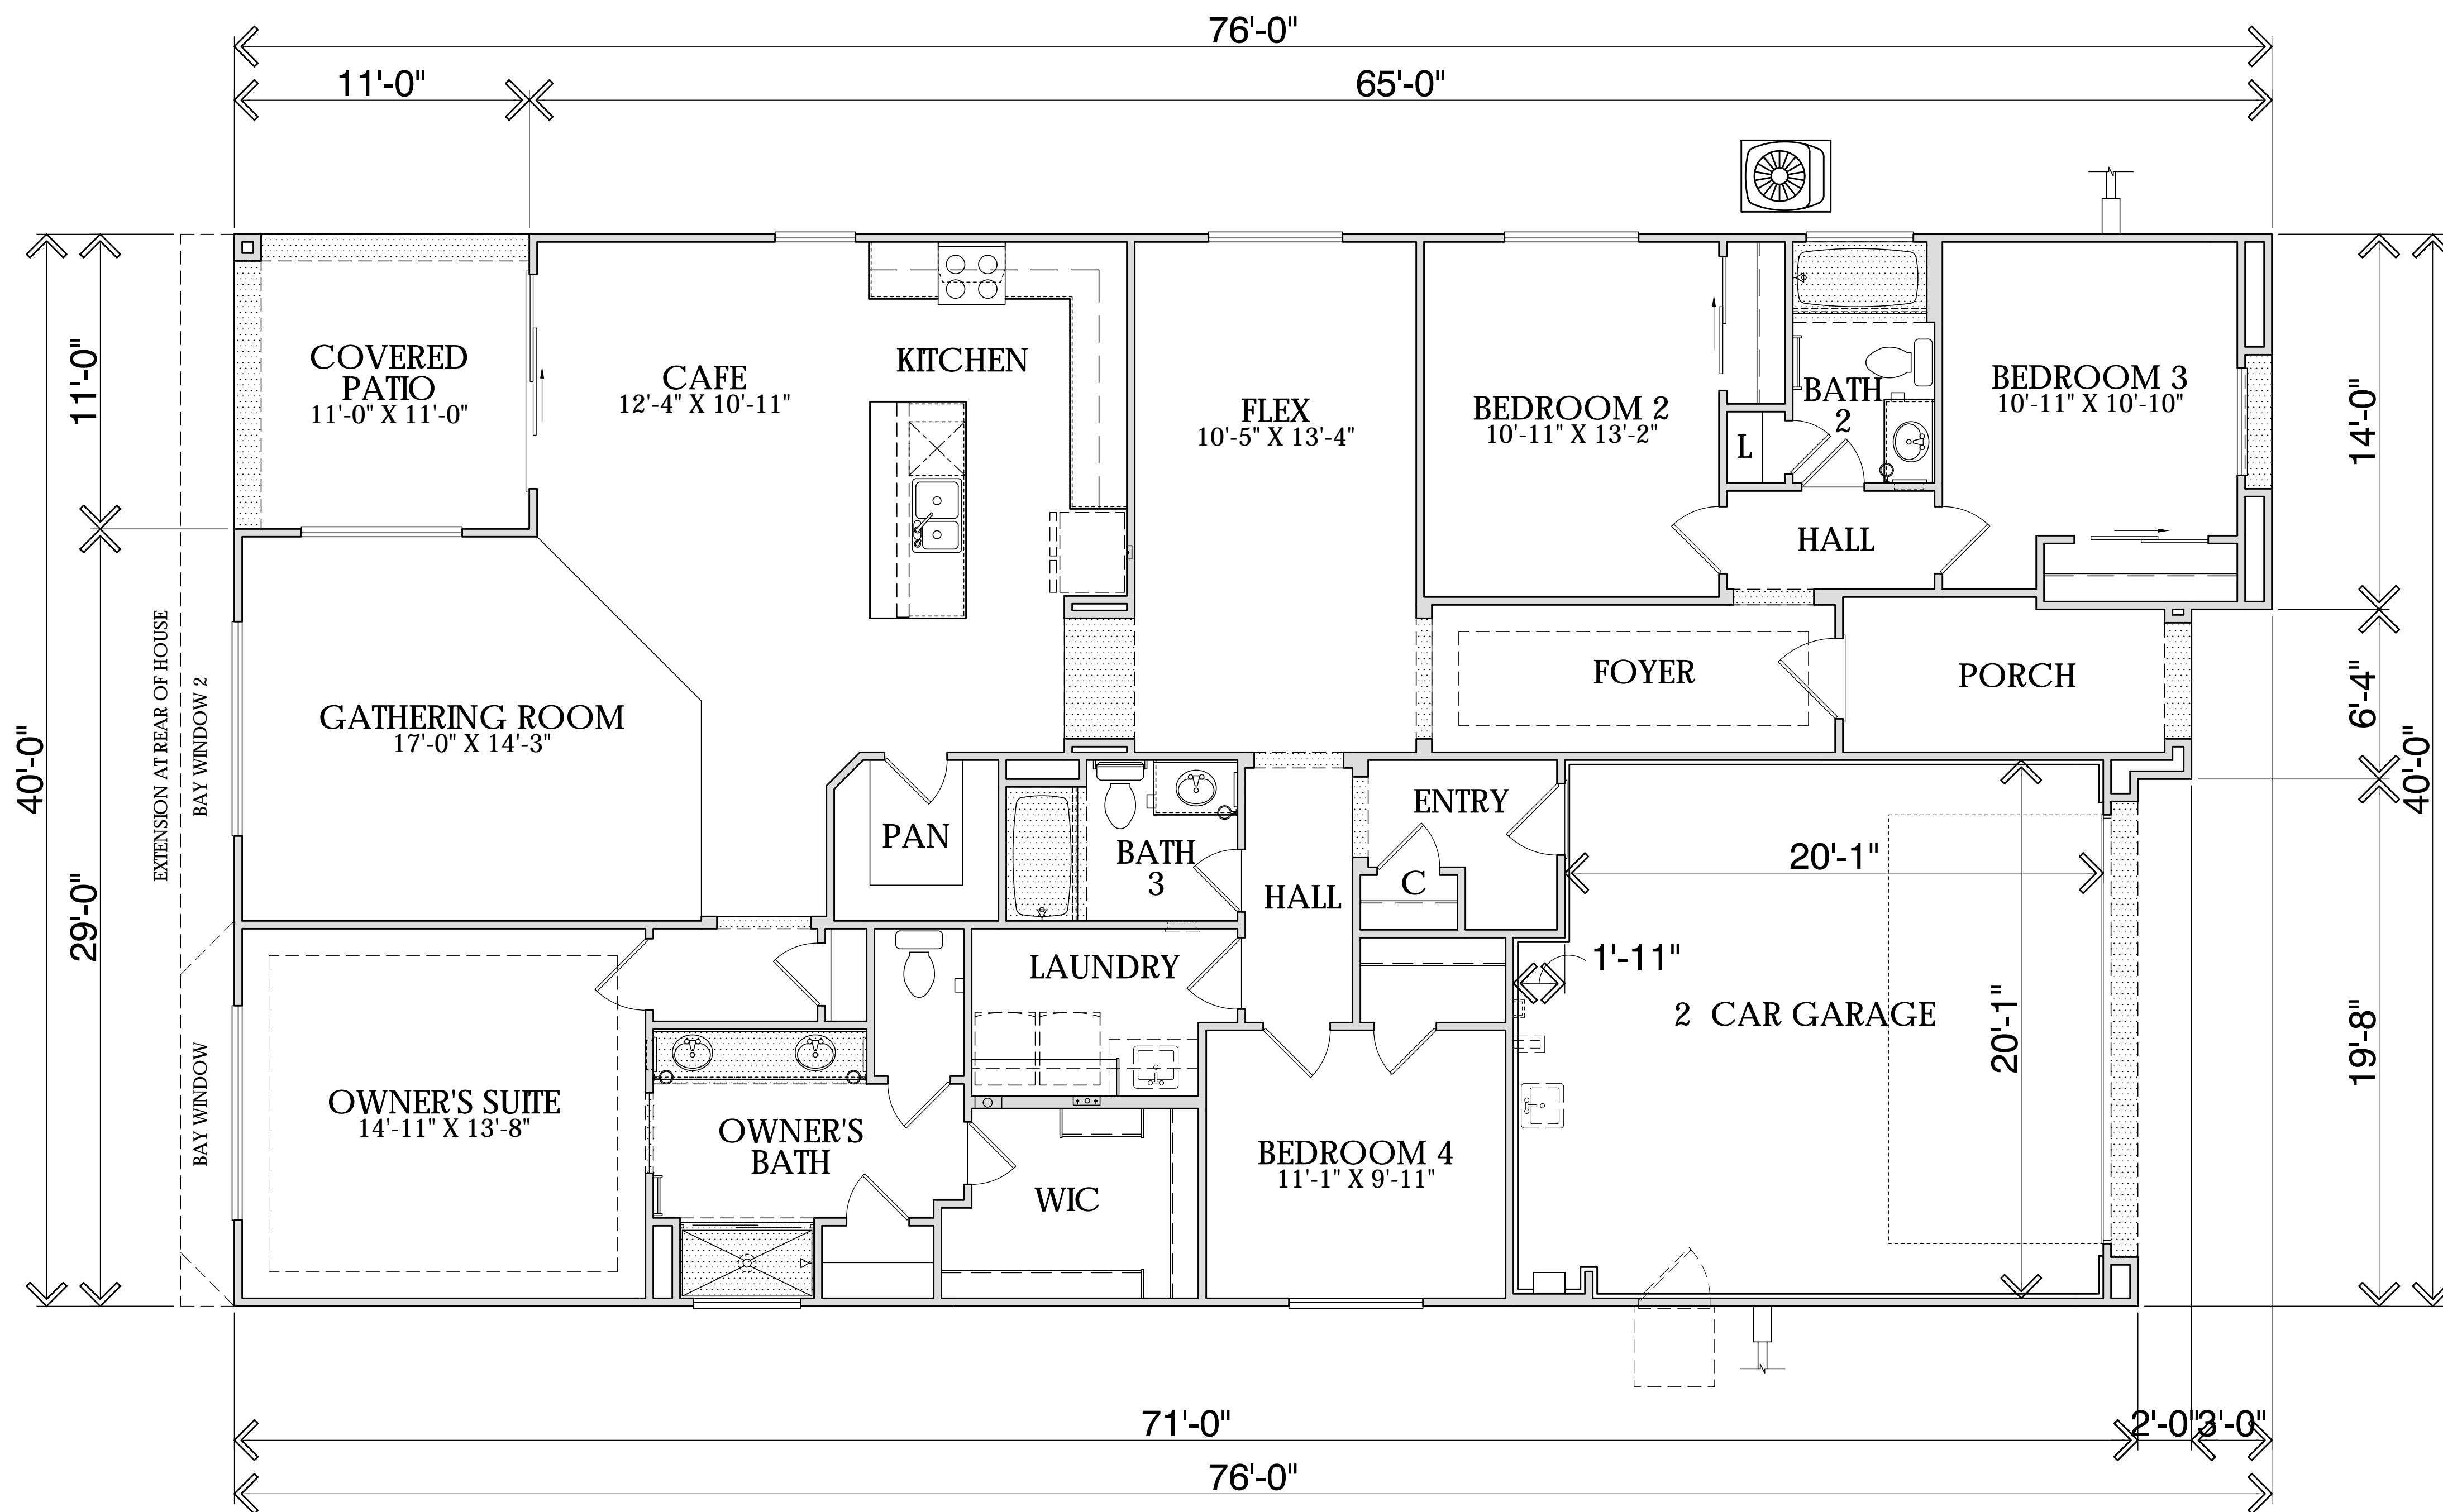 76'-0"
11'-0"
65'-0"
COVERED
PATIO
11'-0" X 11'-0"
CAFE
12'-4" X 10'-11"
KITCHEN
FLEX
10'-5" X 13'-4"
BEDROOM 2
10'-11" X 13'-2"
L
BATH
2
BEDROOM 3
10'-11" X 10'-10"
HALL
11'-0"
14'-0"
40'-0"
29'-0"
EXTENSION AT REAR OF HOUSE
BAY WINDOW 2
BAY WINDOW
GATHERING ROOM
17'-0" X 14'-3"
FOYER
PORCH
6'-4"
40'-0"
PAN
BATH
3
HALL
ENTRY
C
20'-1"
1'-11"
2 CAR GARAGE
20'-1"
19'-8"
LAUNDRY
OWNER'S SUITE
14'-11" X 13'-8"
OWNER'S
BATH
WIC
BEDROOM 4
11'-1" X 9'-11"
71'-0"
2'-0"
3'-0"
76'-0"